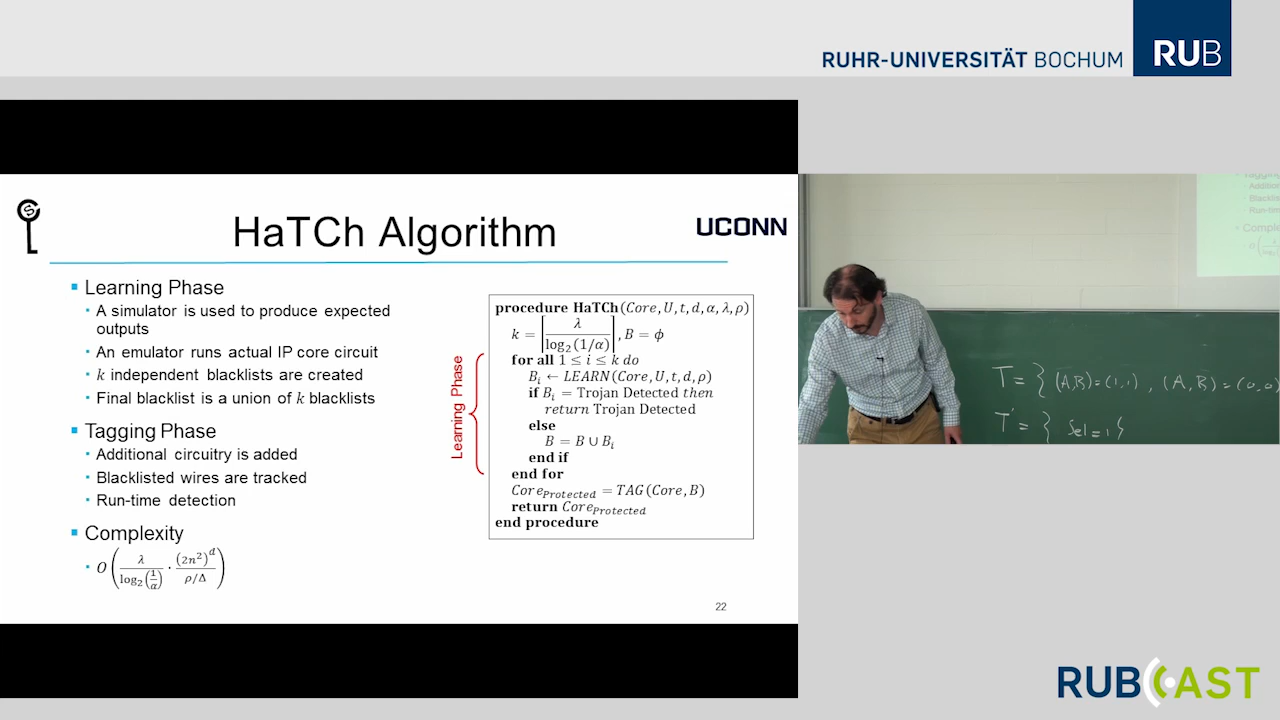 RUHR-UNIVERSITÄT BOCHUM RUB
HaTCh Algorithm
UCONN
▪ Learning Phase
• A simulator is used to produce expected
outputs
• An emulator runs actual IP core circuit
• k independent blacklists are created
• Final blacklist is a union of k blacklists
▪ Tagging Phase
• Additional circuitry is added
• Blacklisted wires are tracked
• Run-time detection
▪ Complexity
• O(λ/log₂(1/α) · (2n²)^d/(ρ/Δ))
Learning Phase
procedure HaTCh(Core, U, t, d, α, λ, ρ)
k = ⌈λ/log₂(1/α)⌉, B = ϕ
for all 1 ≤ i ≤ k do
B_i ← LEARN(Core, U, t, d, ρ)
if B_i = Trojan Detected then
return Trojan Detected
else
B = B ∪ B_i
end if
end for
Core_Protected = TAG(Core, B)
return Core_Protected
end procedure
22
T = { (A,B)=(1,1) , (A,B)=(0,0)
T' = { Sel=1 }
RUBCAST